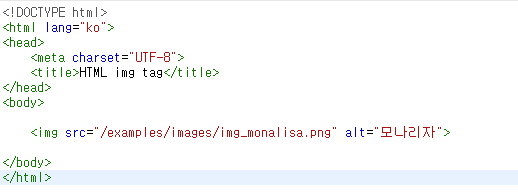 <!DOCTYPE html>
<html lang="ko">
<head>
    <meta charset="UTF-8">
    <title>HTML img tag</title>
</head>
<body>

    <img src="/examples/images/img_monalisa.png" alt="모나리자">

</body>
</html>